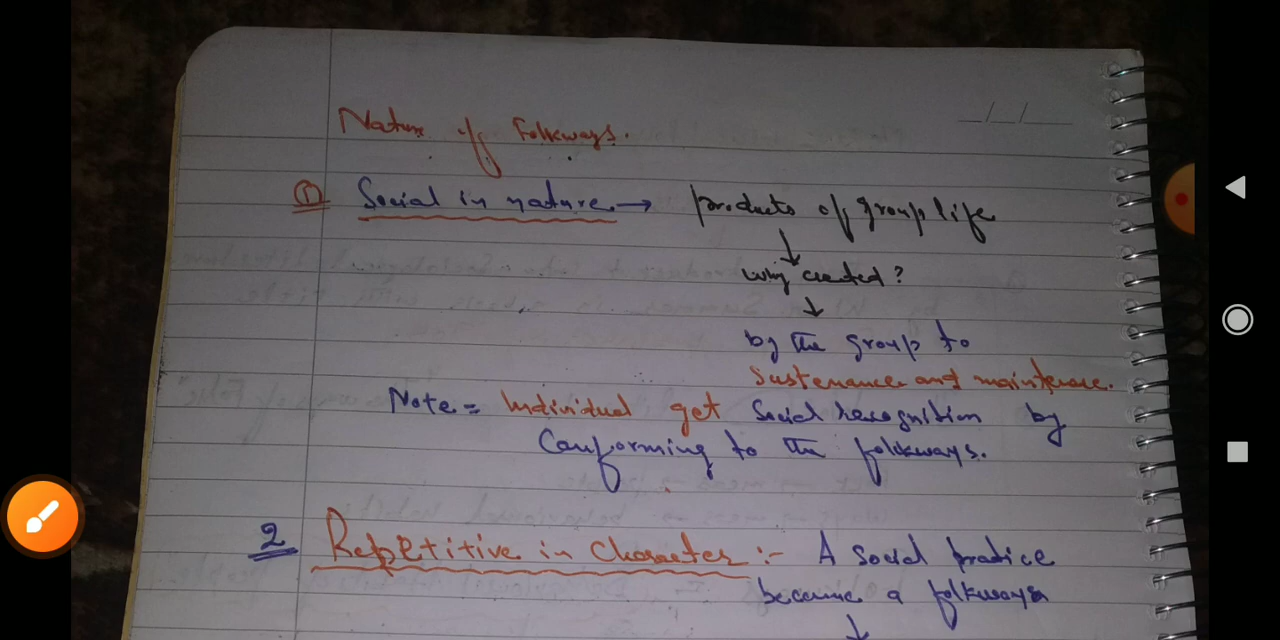 Nature of Folkways.
① Social in nature → products of group life
↓
why created?
↓
by the group to
Sustenance and maintenance.
Note = Individual get Social recognition by
Conforming to the folkways.
2 Repetitive in character :- A social practice
became a folkways
↓